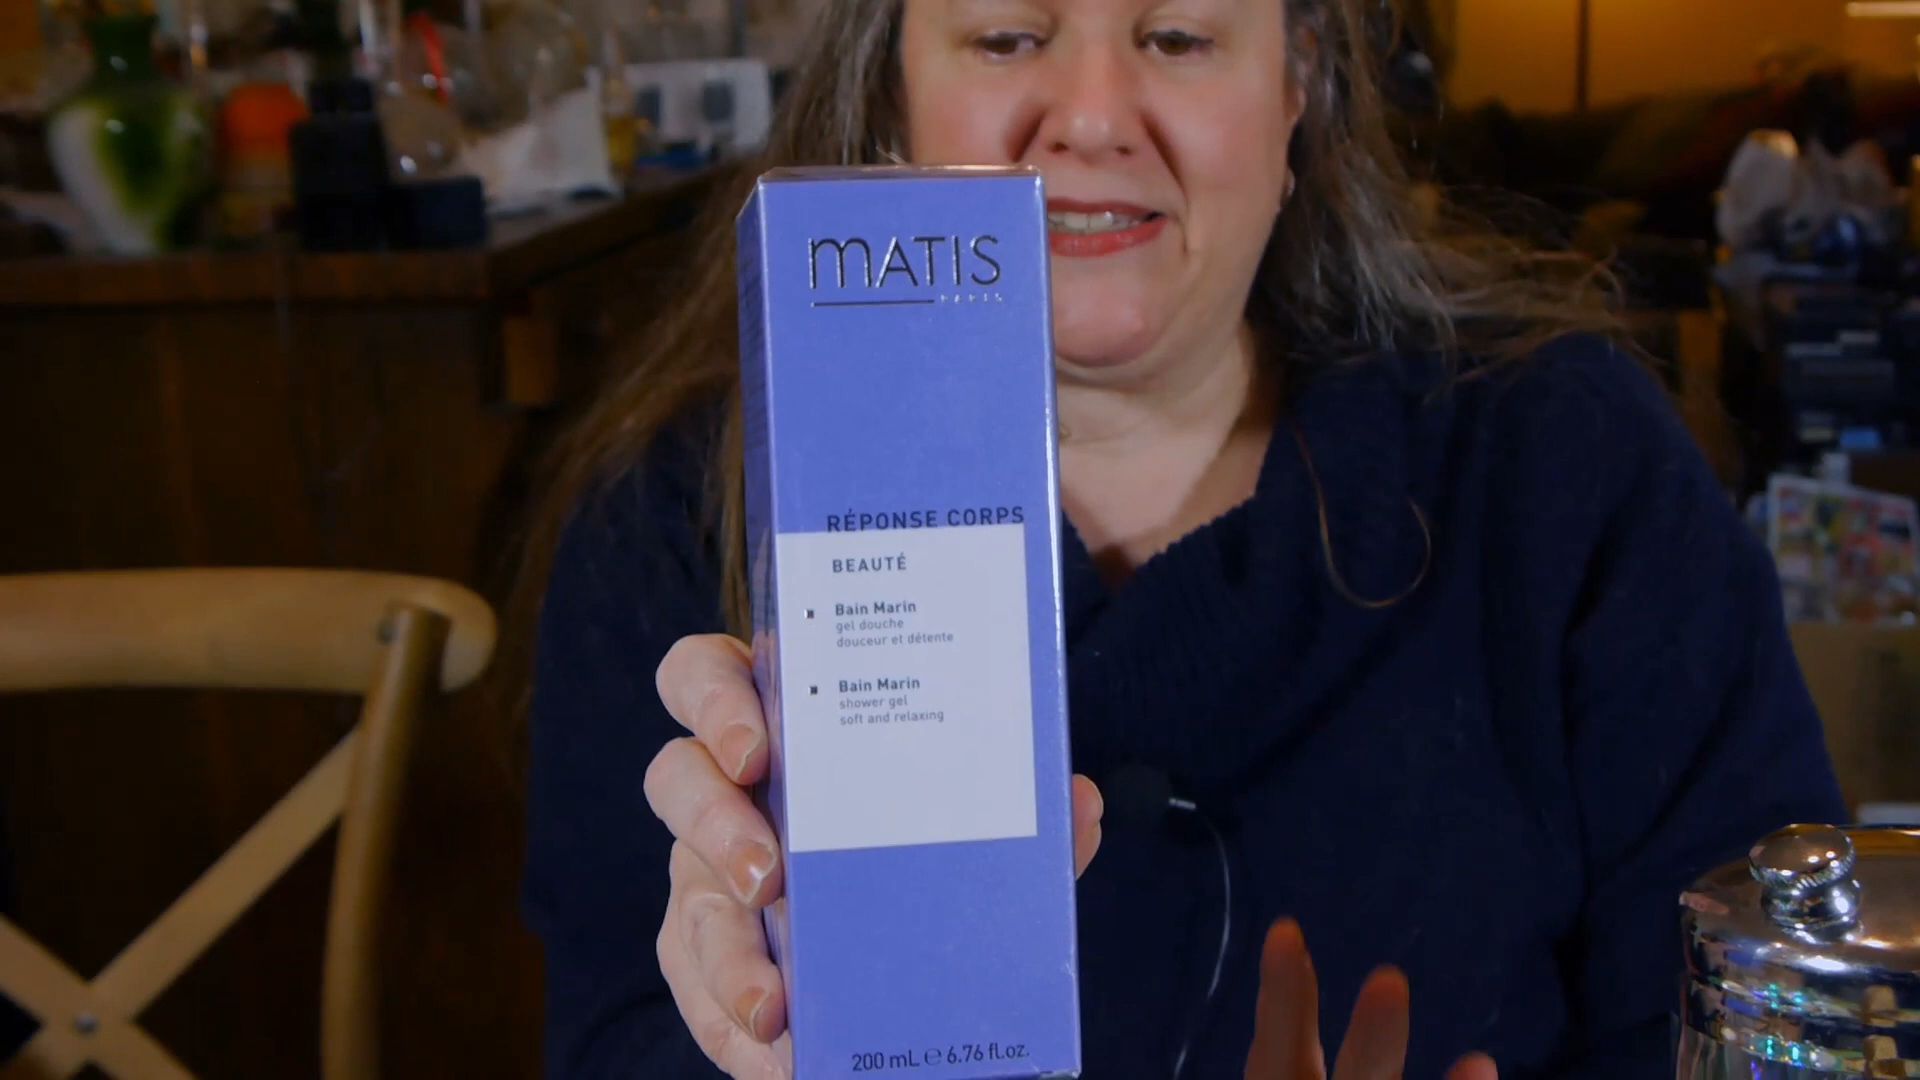 MATIS
PARIS
RÉPONSE CORPS
BEAUTÉ
Bain Marin
gel douche
douceur et détente
Bain Marin
shower gel
soft and relaxing
200 mL ℮ 6.76 fl.oz.